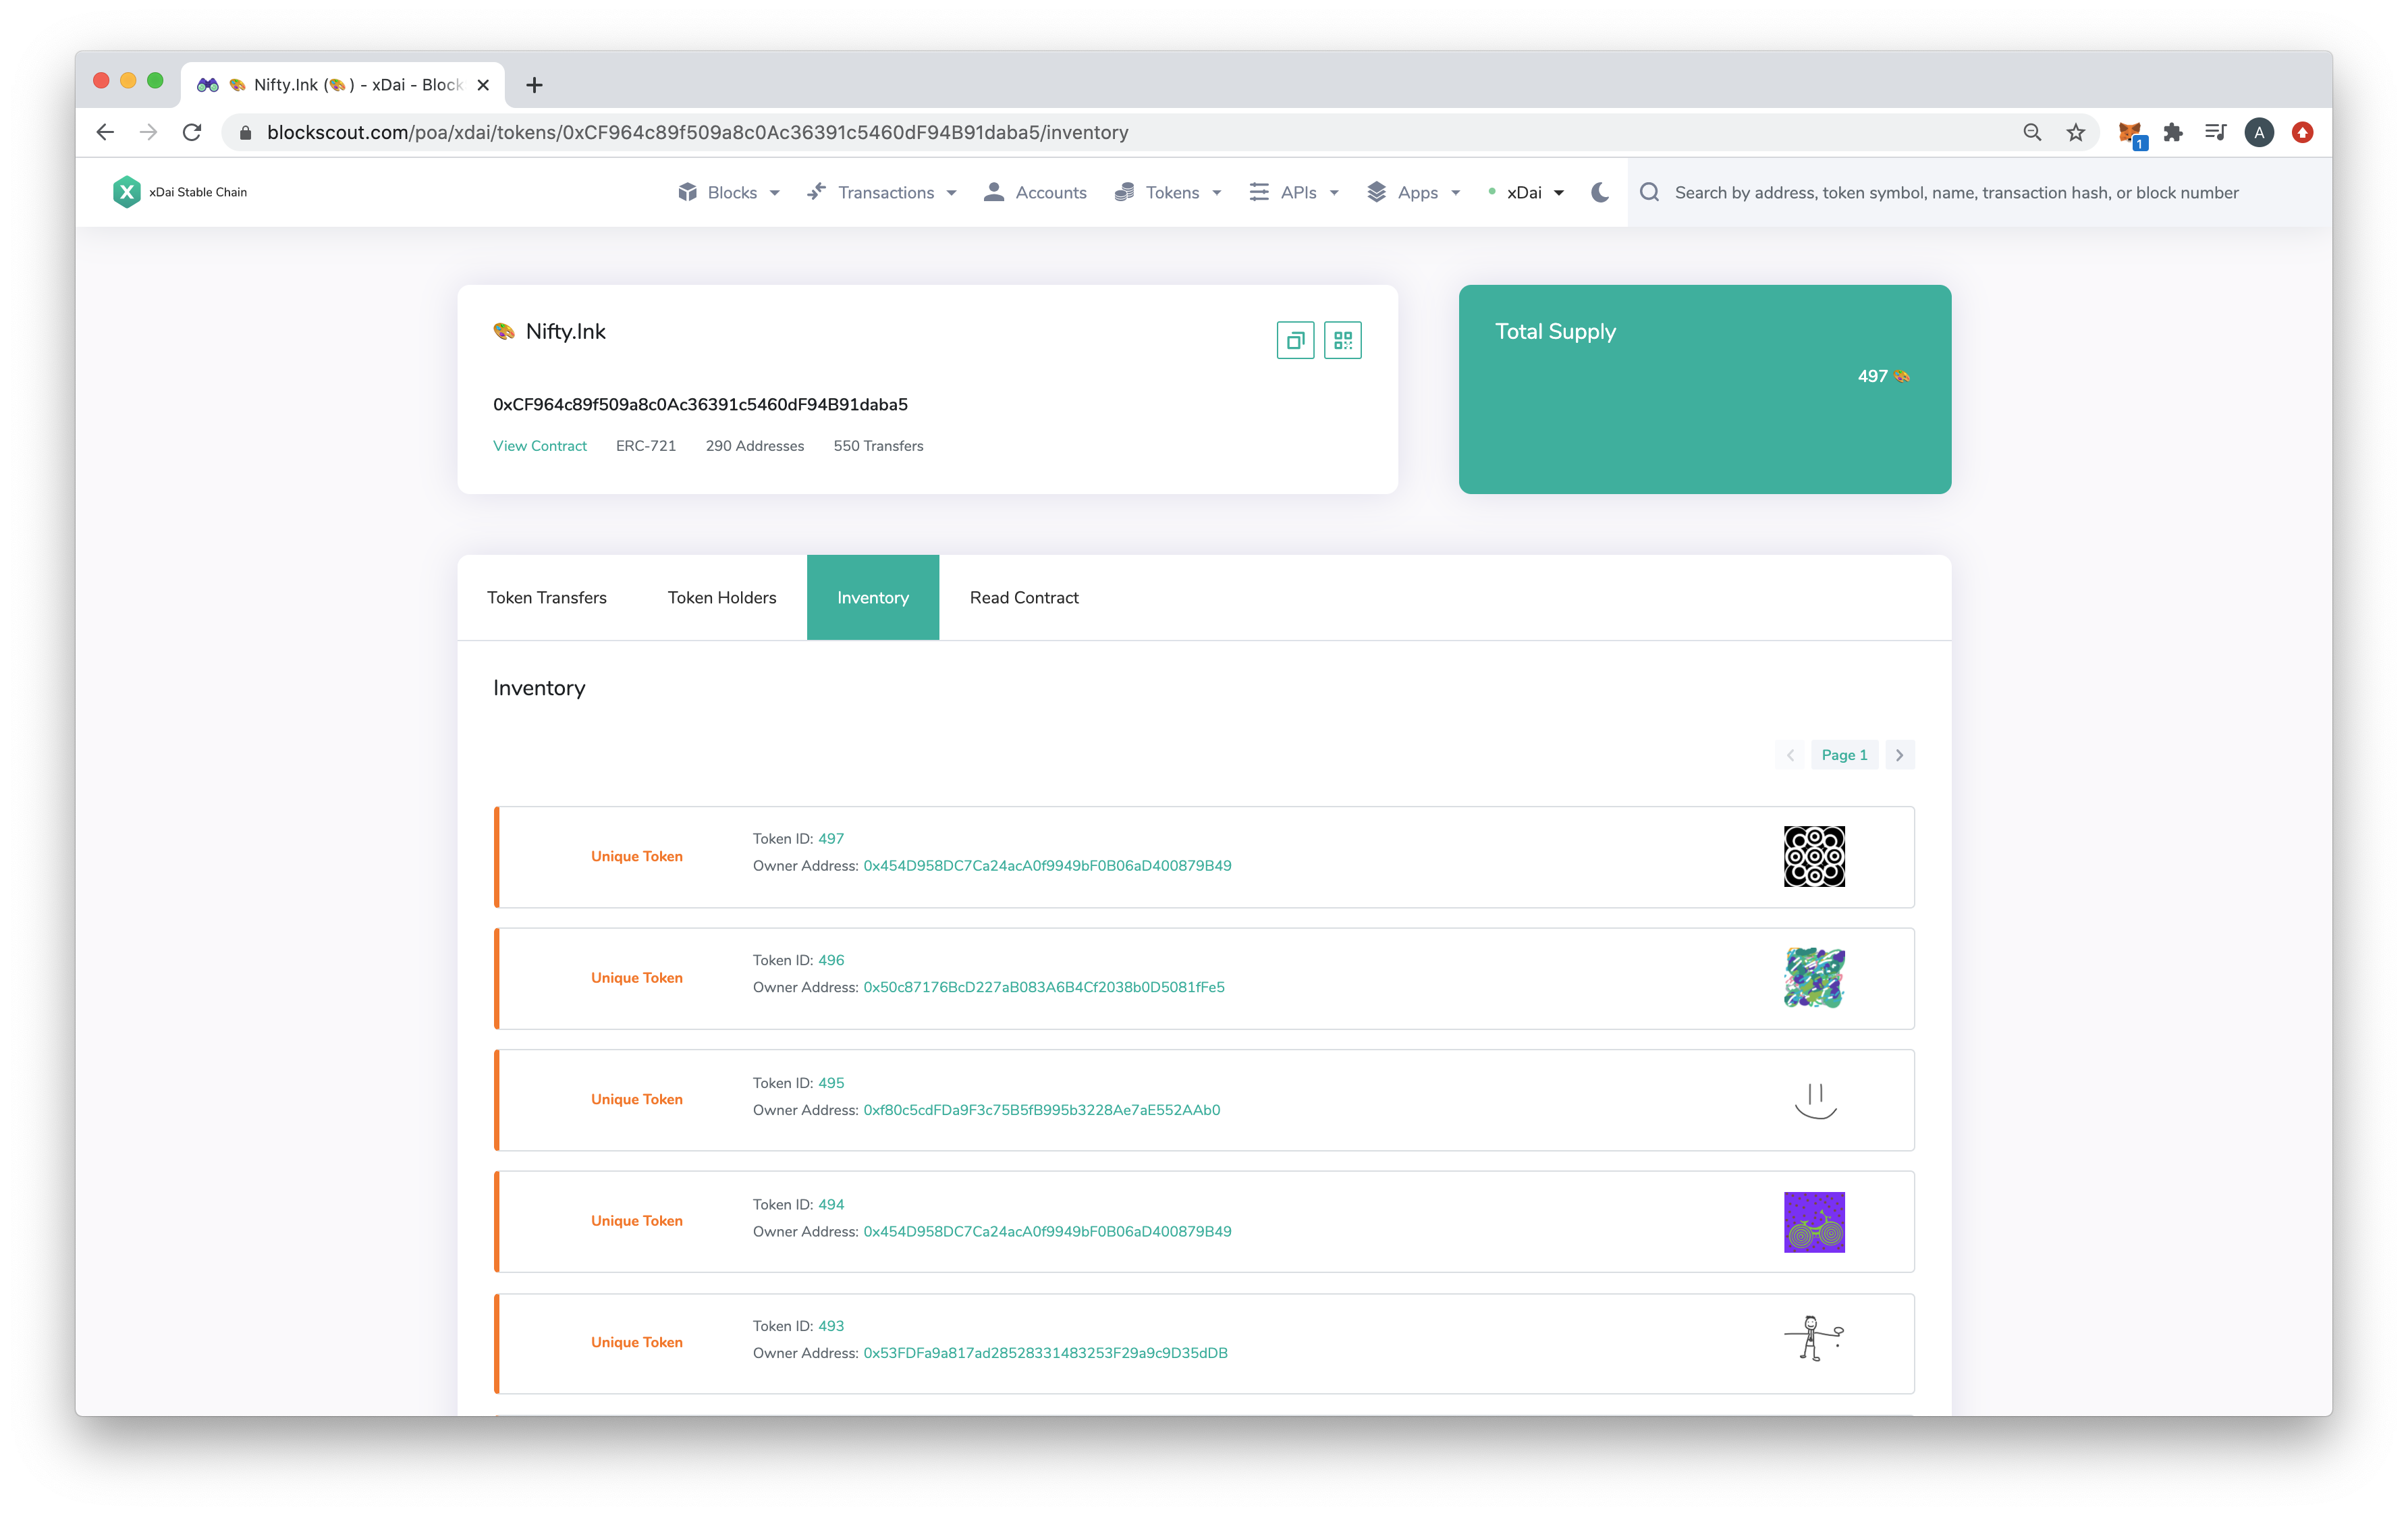 🎨 Nifty.Ink (🎨) - xDai - Block
blockscout.com/poa/xdai/tokens/0xCF964c89f509a8c0Ac36391c5460dF94B91daba5/inventory
1
A
X xDai Stable Chain
Blocks Transactions Accounts Tokens APIs Apps xDai Search by address, token symbol, name, transaction hash, or block number
🎨 Nifty.Ink
0xCF964c89f509a8c0Ac36391c5460dF94B91daba5
View Contract ERC-721 290 Addresses 550 Transfers
Total Supply
497 🎨
Token Transfers Token Holders Inventory Read Contract
Inventory
Page 1
Unique Token
Token ID: 497
Owner Address: 0x454D958DC7Ca24acA0f9949bF0B06aD400879B49
Unique Token
Token ID: 496
Owner Address: 0x50c87176BcD227aB083A6B4Cf2038b0D5081fFe5
Unique Token
Token ID: 495
Owner Address: 0xf80c5cdFDa9F3c75B5fB995b3228Ae7aE552AAb0
Unique Token
Token ID: 494
Owner Address: 0x454D958DC7Ca24acA0f9949bF0B06aD400879B49
Unique Token
Token ID: 493
Owner Address: 0x53FDFa9a817ad28528331483253F29a9c9D35dDB